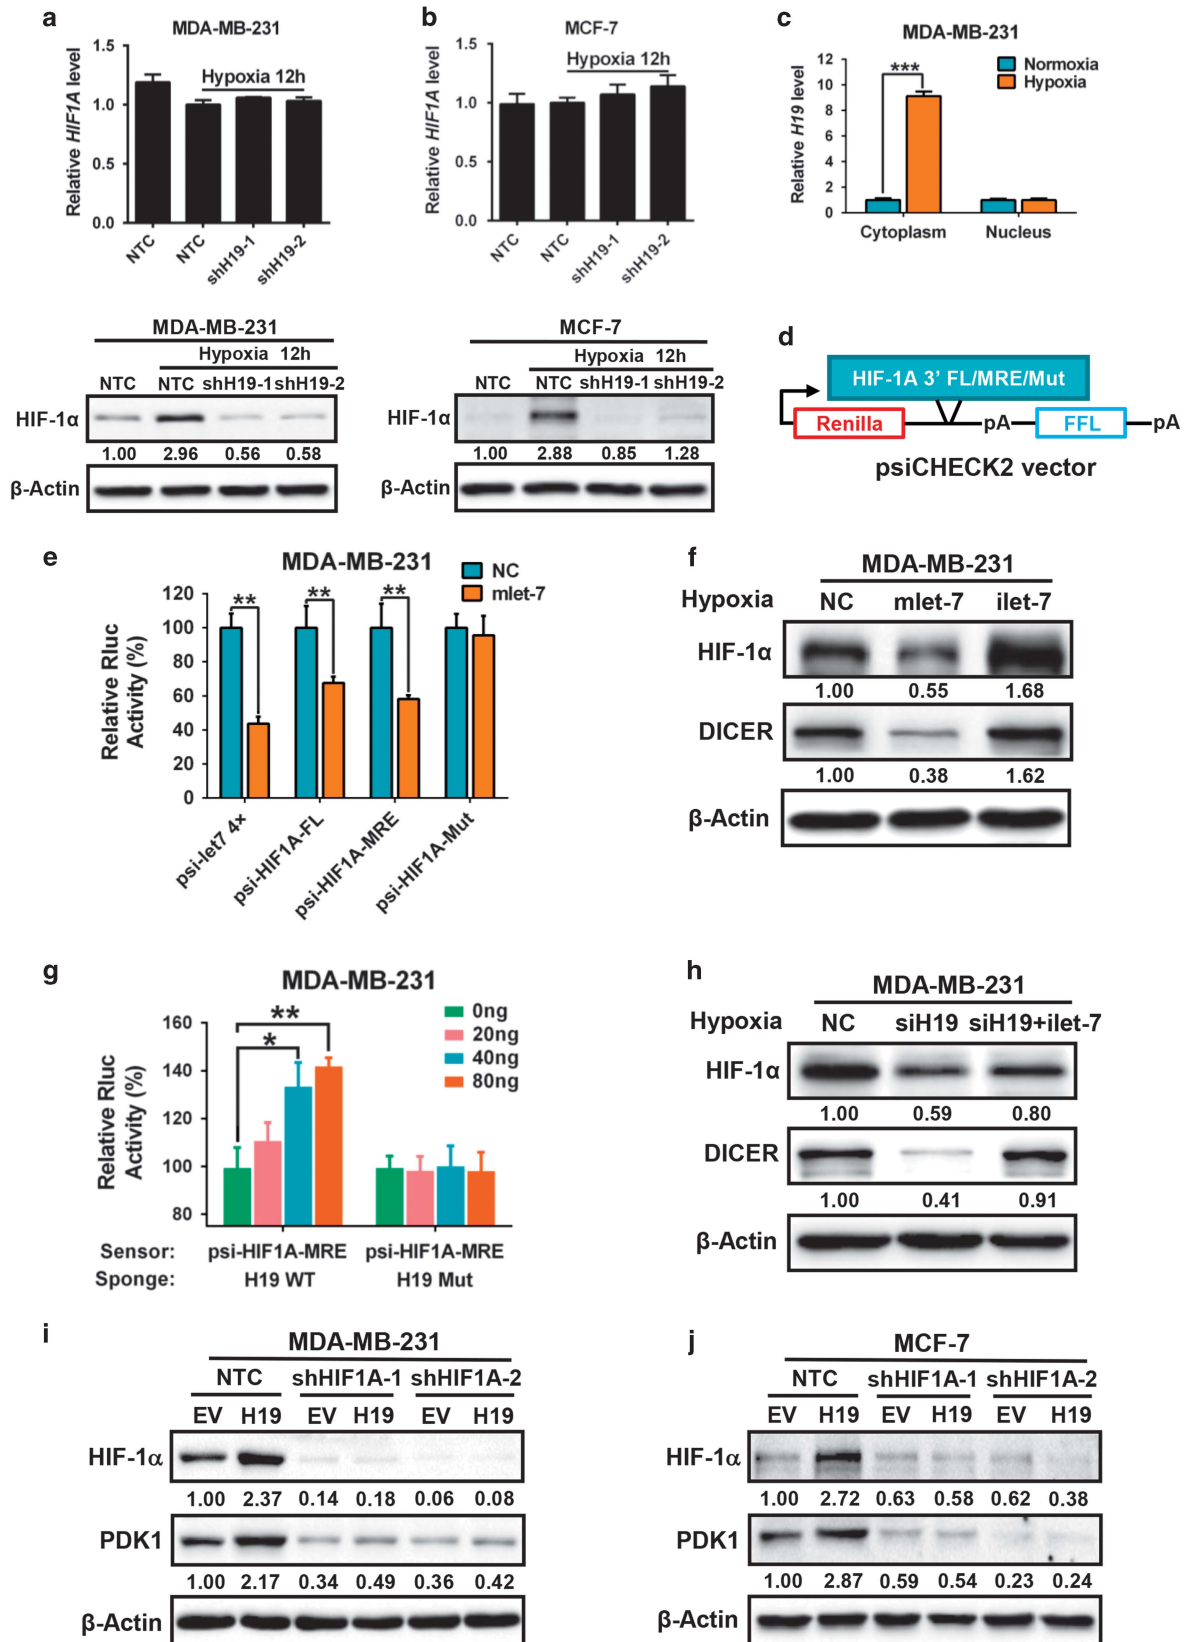 a
MDA-MB-231
Relative HIF1A level
1.5
1.0
0.5
0.0
Hypoxia 12h
NTC
NTC
shH19-1
shH19-2
MDA-MB-231
Hypoxia 12h
NTC NTC shH19-1 shH19-2
HIF-1α
1.00 2.96 0.56 0.58
β-Actin
b
MCF-7
Relative HIF1A level
1.5
1.0
0.5
0.0
Hypoxia 12h
NTC
NTC
shH19-1
shH19-2
MCF-7
Hypoxia 12h
NTC NTC shH19-1 shH19-2
HIF-1α
1.00 2.88 0.85 1.28
β-Actin
c
MDA-MB-231
Relative H19 level
12
10
8
6
4
2
0
***
Normoxia
Hypoxia
Cytoplasm Nucleus
d
HIF-1A 3' FL/MRE/Mut
Renilla pA FFL pA
psiCHECK2 vector
e
MDA-MB-231
NC
mlet-7
Relative Rluc
Activity (%)
120
100
80
60
40
20
0
** ** **
psi-let7 4×
psi-HIF1A-FL
psi-HIF1A-MRE
psi-HIF1A-Mut
f
MDA-MB-231
Hypoxia NC mlet-7 ilet-7
HIF-1α
1.00 0.55 1.68
DICER
1.00 0.38 1.62
β-Actin
g
MDA-MB-231
Relative Rluc
Activity (%)
160
140
120
100
80
**
*
0ng
20ng
40ng
80ng
Sensor: psi-HIF1A-MRE psi-HIF1A-MRE
Sponge: H19 WT H19 Mut
h
MDA-MB-231
Hypoxia NC siH19 siH19+ilet-7
HIF-1α
1.00 0.59 0.80
DICER
1.00 0.41 0.91
β-Actin
i
MDA-MB-231
NTC shHIF1A-1 shHIF1A-2
EV H19 EV H19 EV H19
HIF-1α
1.00 2.37 0.14 0.18 0.06 0.08
PDK1
1.00 2.17 0.34 0.49 0.36 0.42
β-Actin
j
MCF-7
NTC shHIF1A-1 shHIF1A-2
EV H19 EV H19 EV H19
HIF-1α
1.00 2.72 0.63 0.58 0.62 0.38
PDK1
1.00 2.87 0.59 0.54 0.23 0.24
β-Actin